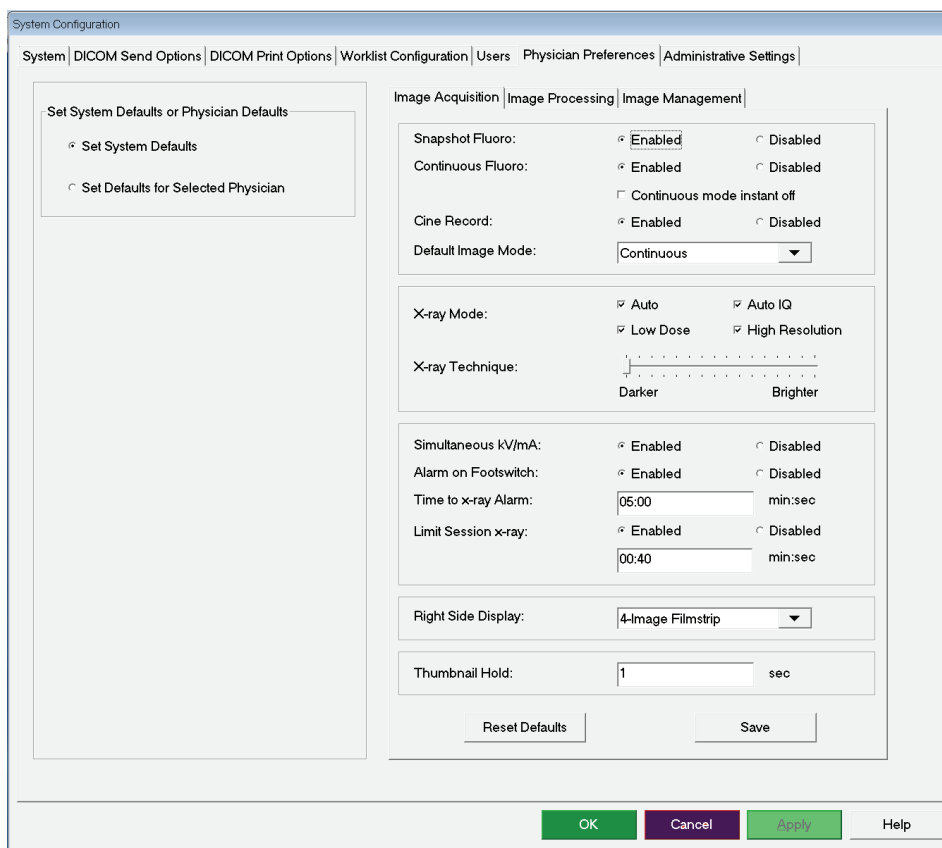 System Configuration
System DICOM Send Options DICOM Print Options Worklist Configuration Users Physician Preferences Administrative Settings
Set System Defaults or Physician Defaults
Set System Defaults
Set Defaults for Selected Physician
Image Acquisition Image Processing Image Management
Snapshot Fluoro: Enabled Disabled
Continuous Fluoro: Enabled Disabled
Continuous mode instant off
Cine Record: Enabled Disabled
Default Image Mode: Continuous
X-ray Mode: Auto Auto IQ
Low Dose High Resolution
X-ray Technique:
Darker Brighter
Simultaneous kV/mA: Enabled Disabled
Alarm on Footswitch: Enabled Disabled
Time to x-ray Alarm: 05:00 min:sec
Limit Session x-ray: Enabled Disabled
00:40 min:sec
Right Side Display: 4-Image Filmstrip
Thumbnail Hold: 1 sec
Reset Defaults Save
OK Cancel Apply Help